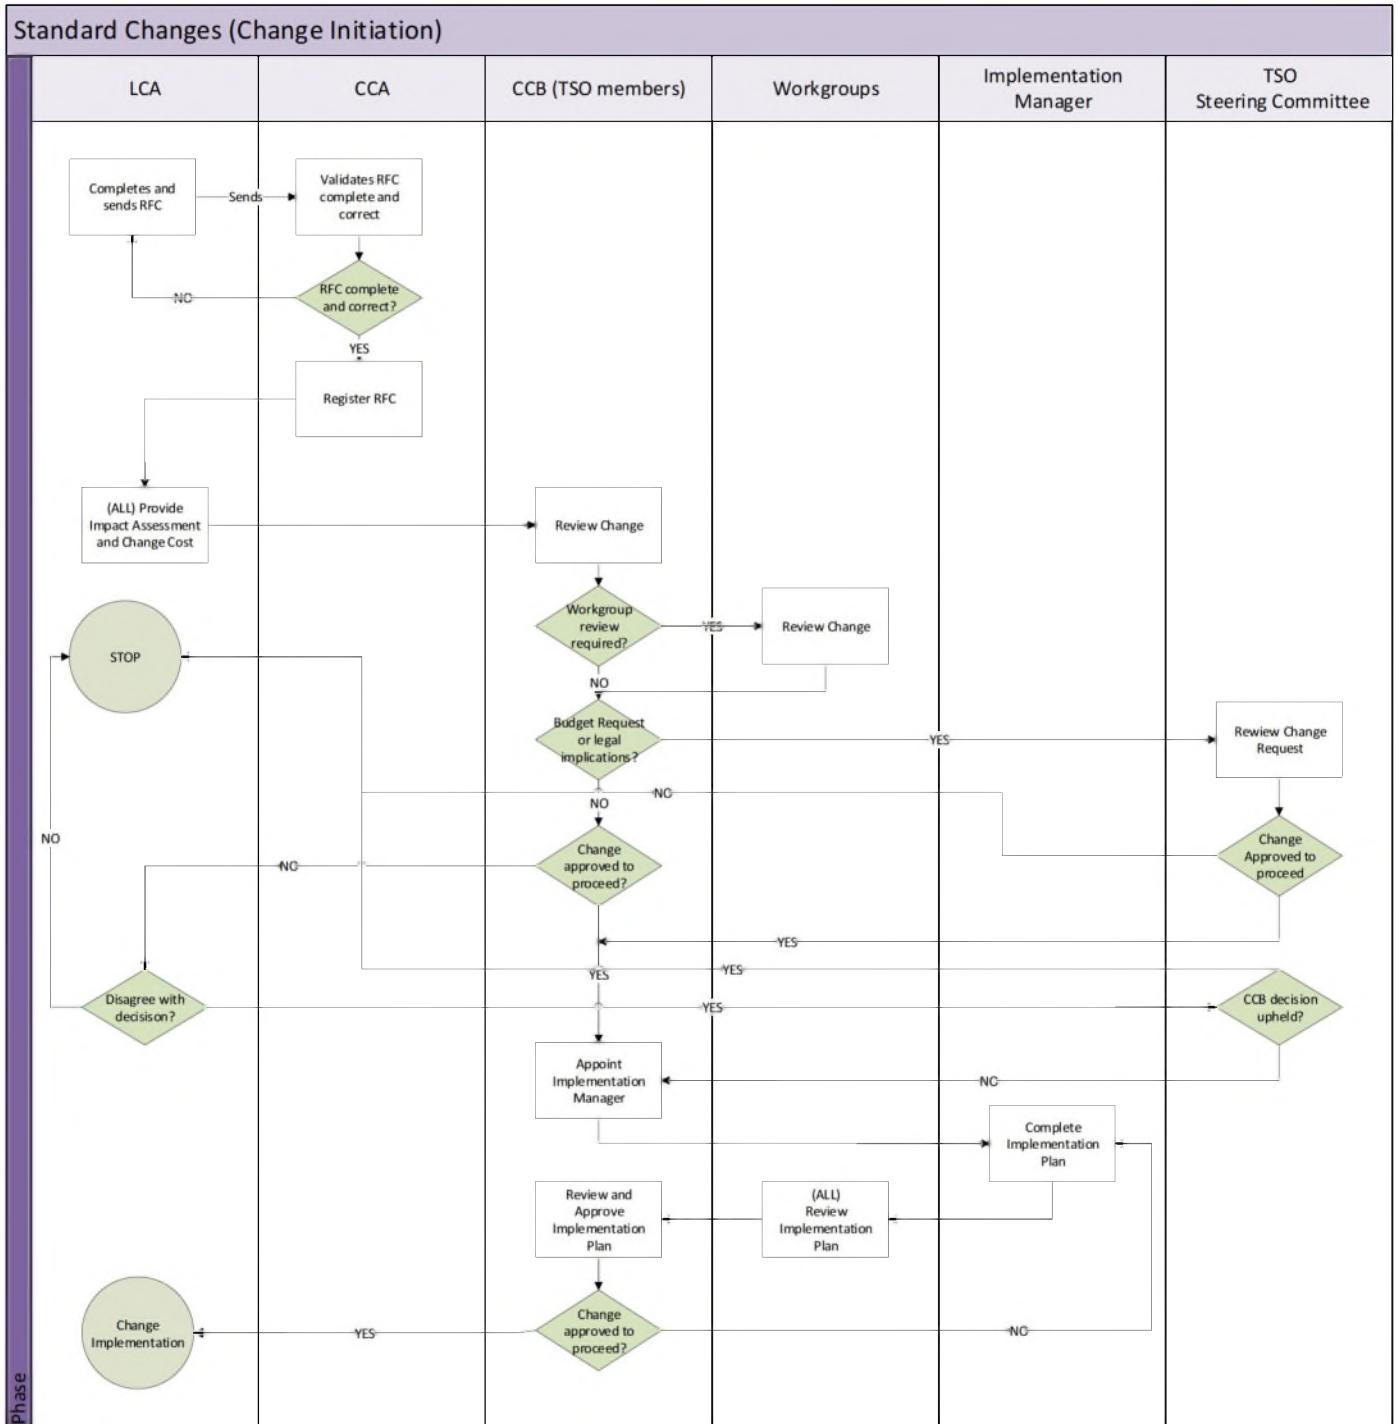 Standard Changes (Change Initiation)
LCA
CCA
CCB (TSO members)
Workgroups
Implementation
Manager
TSO
Steering Committee
Completes and
sends RFC
Sends
Validates RFC
complete and
correct
RFC complete
and correct?
NO
YES
Register RFC
(ALL) Provide
Impact Assessment
and Change Cost
Review Change
Workgroup
review
required?
YES
Review Change
STOP
NO
Budget Request
or legal
implications?
YES
Rewiew Change
Request
NO
NO
NO
Change
approved to
proceed?
Change
Approved to
proceed
NO
YES
YES
YES
Disagree with
decisison?
YES
CCB decision
upheld?
Appoint
Implementation
Manager
NO
Complete
Implementation
Plan
Review and
Approve
Implementation
Plan
(ALL)
Review
Implementation
Plan
Change
Implementation
YES
Change
approved to
proceed?
NO
Phase